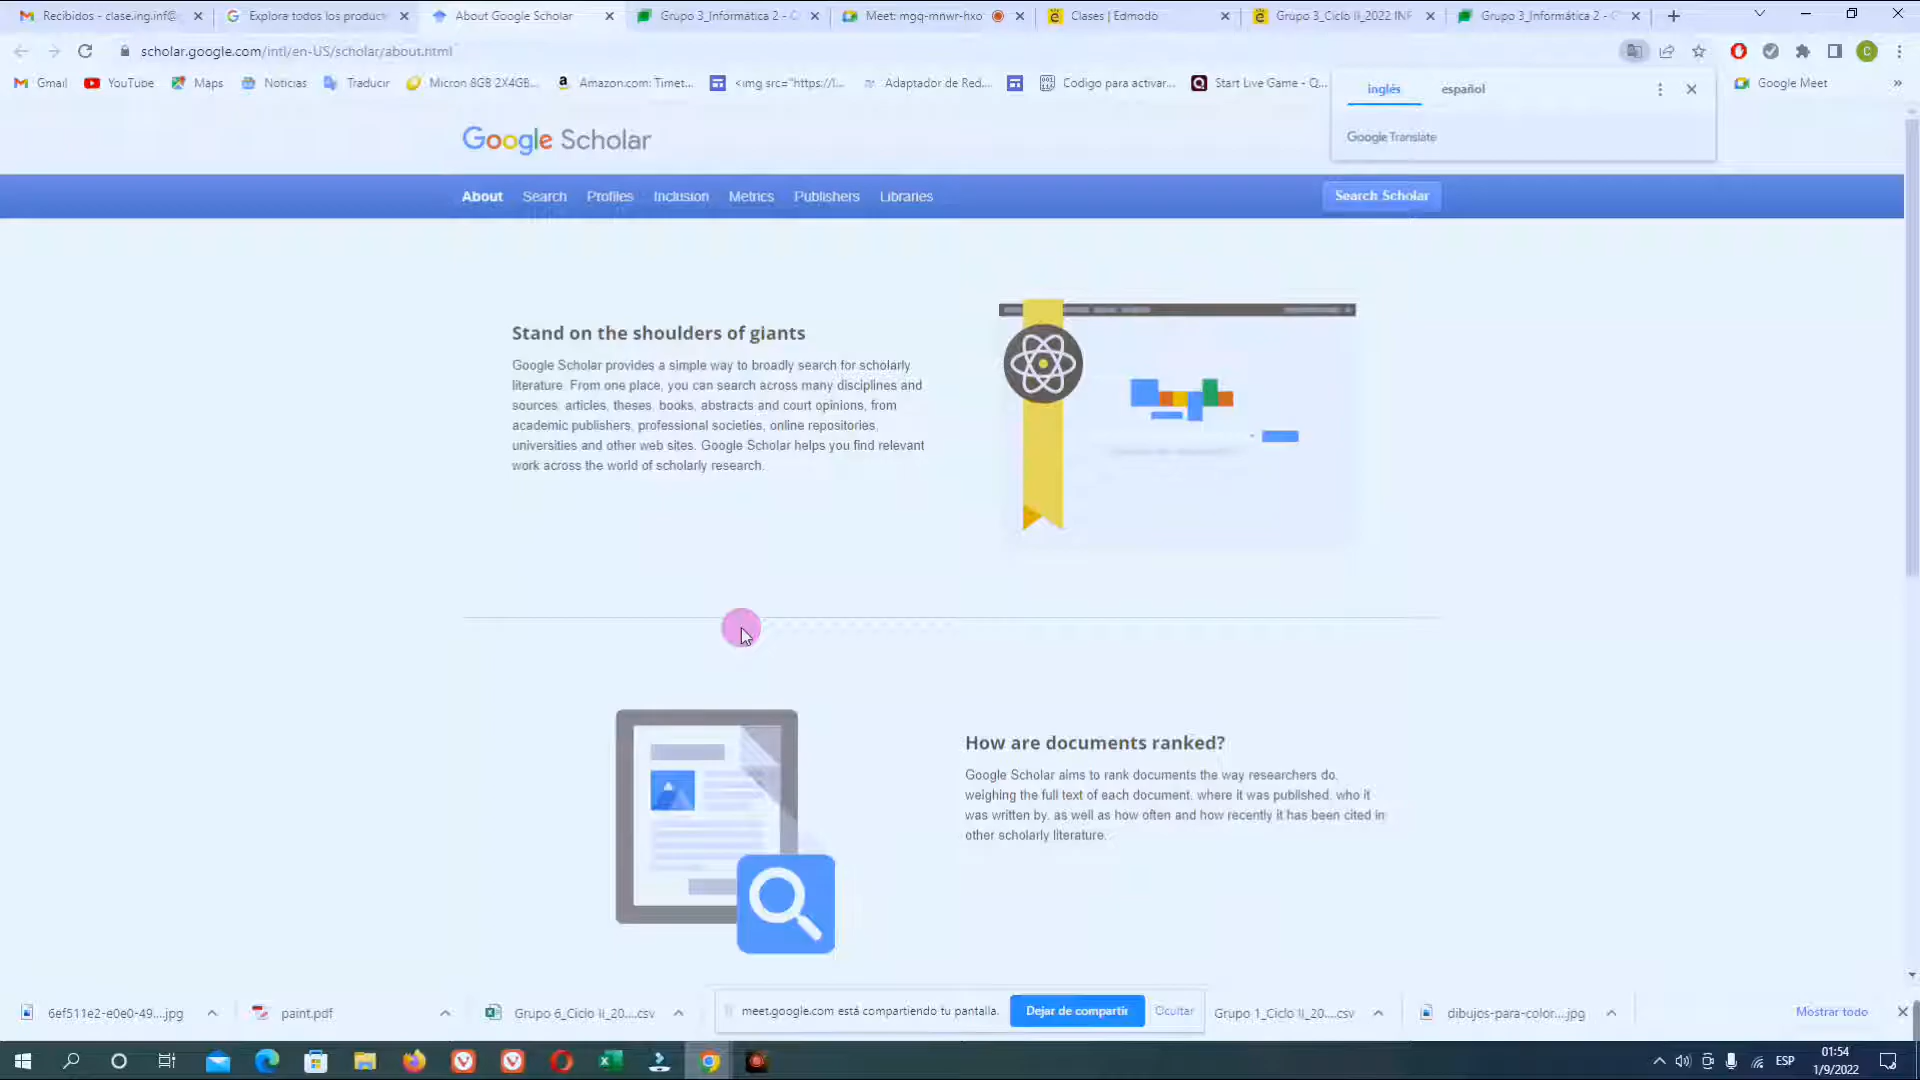 Recibidos - clase.ing.inf@
Explora todos los product
About Google Scholar
Grupo 3_Informática 2 -
Meet: mgq-mnwr-hxo
Clases | Edmodo
Grupo 3_Ciclo II_2022 INF
Grupo 3_Informática 2 -
scholar.google.com/intl/en-US/scholar/about.html
C
Gmail
YouTube
Maps
Noticias
Traducir
Micron 8GB 2X4GB...
Amazon.com: Timet...
<img src="https://l...
Adaptador de Red,...
Codigo para activar...
Start Live Game - Q...
Google Meet
»
inglés
español
Google Translate
Google Scholar
About
Search
Profiles
Inclusion
Metrics
Publishers
Libraries
Search Scholar
Stand on the shoulders of giants
Google Scholar provides a simple way to broadly search for scholarly
literature. From one place, you can search across many disciplines and
sources: articles, theses, books, abstracts and court opinions, from
academic publishers, professional societies, online repositories,
universities and other web sites. Google Scholar helps you find relevant
work across the world of scholarly research.
How are documents ranked?
Google Scholar aims to rank documents the way researchers do,
weighing the full text of each document, where it was published, who it
was written by, as well as how often and how recently it has been cited in
other scholarly literature.
6ef511e2-e0e0-49....jpg
paint.pdf
Grupo 6_Ciclo II_20....csv
meet.google.com está compartiendo tu pantalla.
Dejar de compartir
Ocultar
Grupo 1_Ciclo II_20....csv
dibujos-para-color....jpg
Mostrar todo
ESP
01:54
1/9/2022